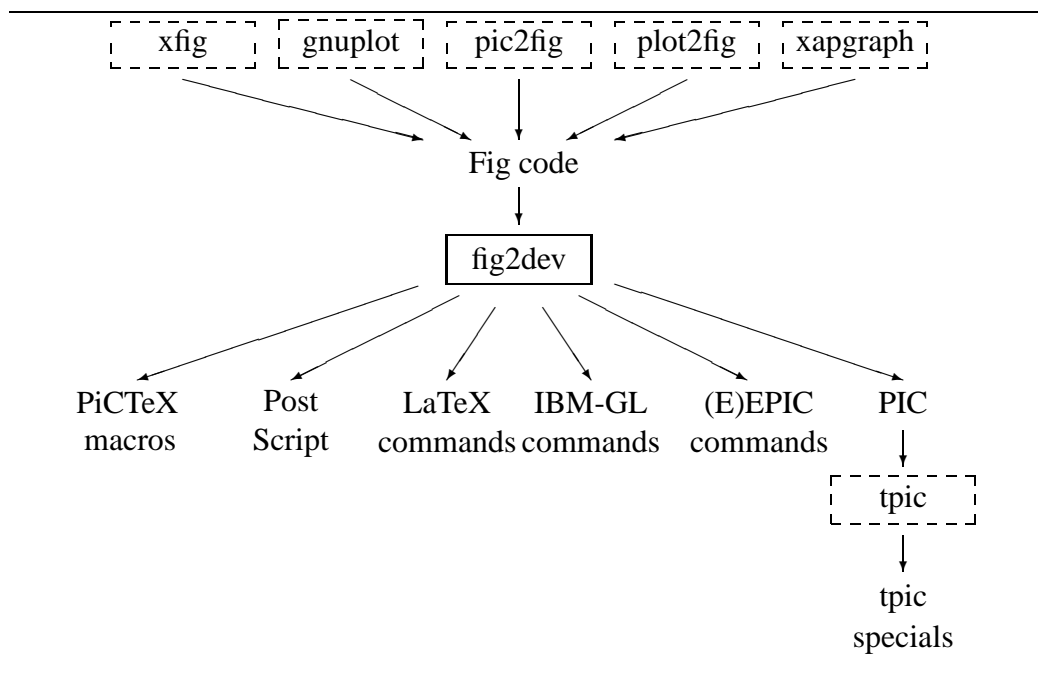 xfig gnuplot pic2fig plot2fig xapgraph
Fig code
fig2dev
PiCTeX Post LaTeX IBM-GL (E)EPIC PIC
macros Script commands commands commands
tpic
tpic
specials